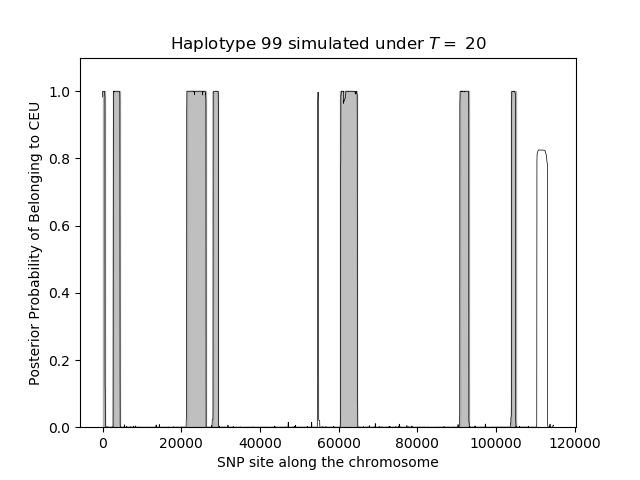 Haplotype 99 simulated under T = 20
Posterior Probability of Belonging to CEU
1.0
0.8
0.6
0.4
0.2
0.0
0 20000 40000 60000 80000 100000 120000
SNP site along the chromosome